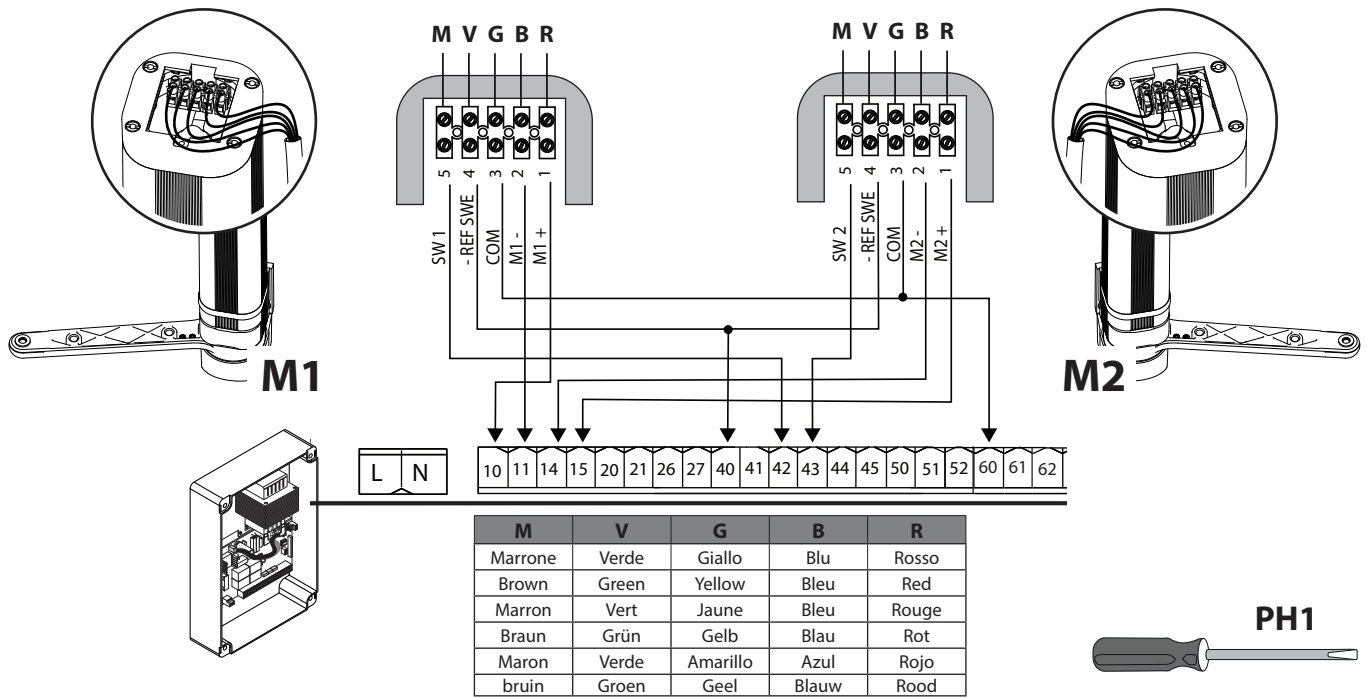 M V G B R
M V G B R
5 4 3 2 1
5 4 3 2 1
SW 1
- REF SWE
COM
M1 -
M1 +
SW 2
- REF SWE
COM
M2 -
M2 +
M1
M2
L N
10 11 14 15 20 21 26 27 40 41 42 43 44 45 50 51 52 60 61 62
M V G B R
Marrone Verde Giallo Blu Rosso
Brown Green Yellow Bleu Red
Marron Vert Jaune Bleu Rouge
Braun Grün Gelb Blau Rot
Maron Verde Amarillo Azul Rojo
bruin Groen Geel Blauw Rood
PH1